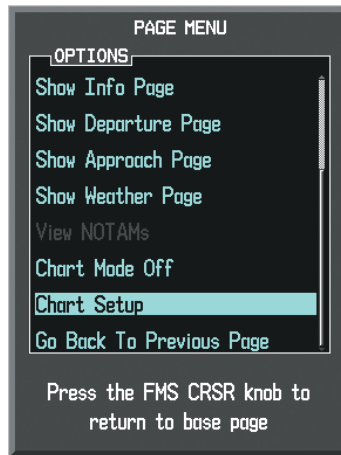 PAGE MENU
OPTIONS
Show Info Page
Show Departure Page
Show Approach Page
Show Weather Page
View NOTAMs
Chart Mode Off
Chart Setup
Go Back To Previous Page
Press the FMS CRSR knob to
return to base page